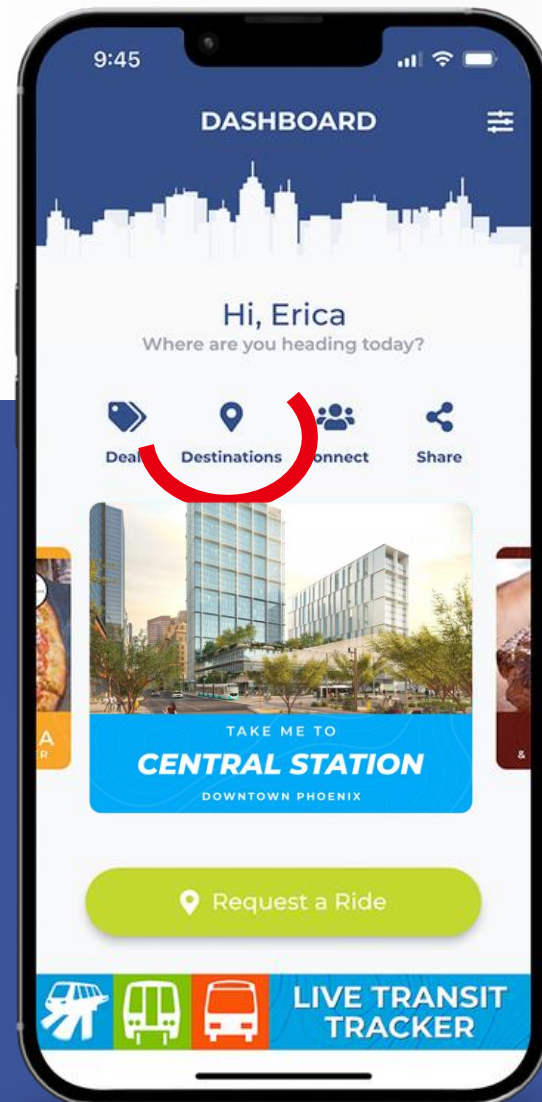 9:45
DASHBOARD
Hi, Erica
Where are you heading today?
Destinations
Share
TAKE ME TO
CENTRAL STATION
DOWNTOWN PHOENIX
A
&
Request a Ride
LIVE TRANSIT
TRACKER